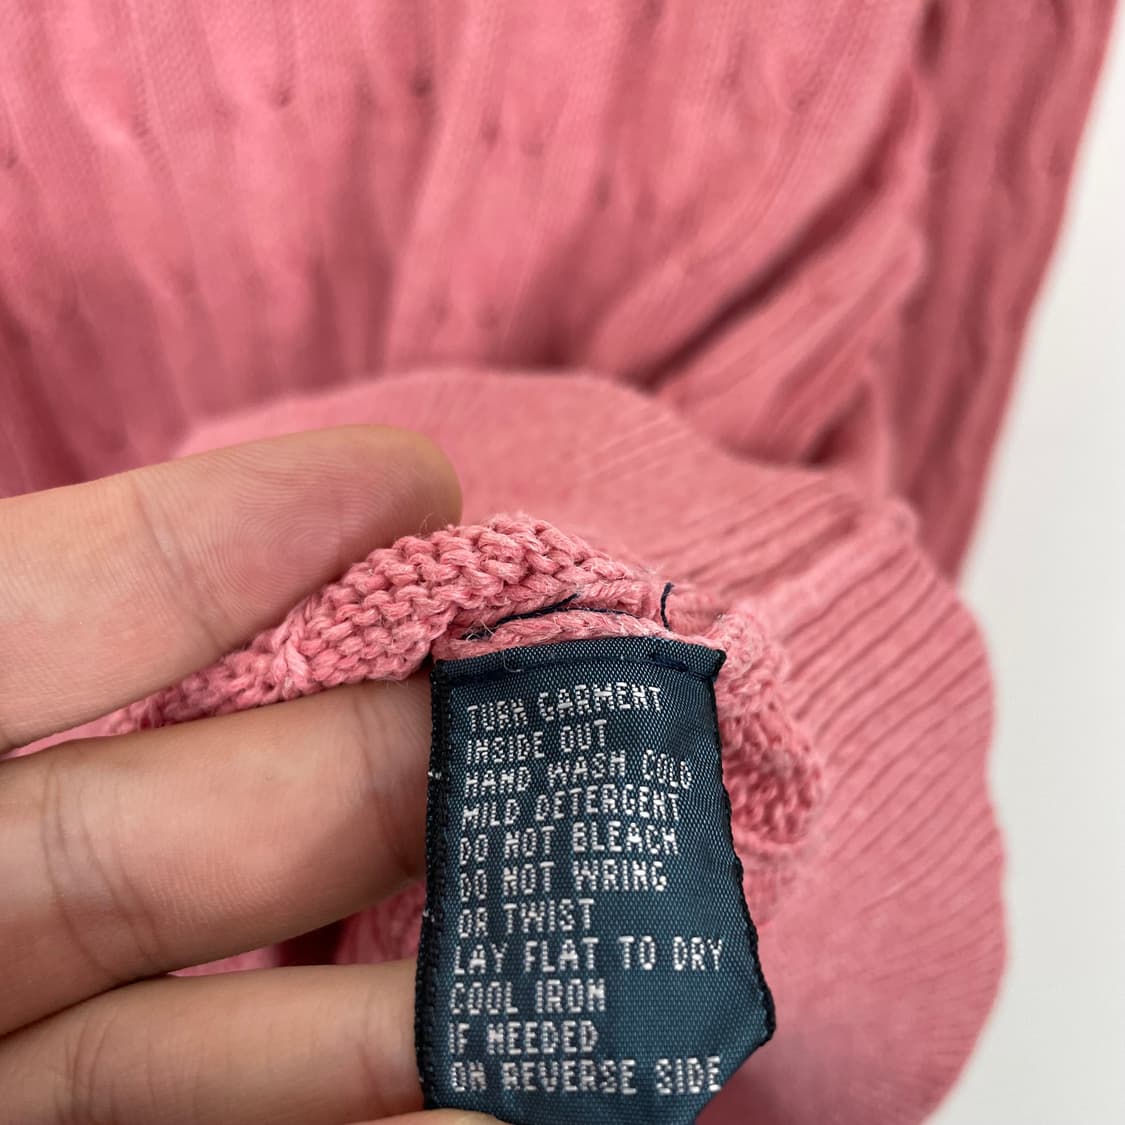 TURN GARMENT
INSIDE OUT
HAND WASH COLD
MILD DETERGENT
DO NOT BLEACH
DO NOT WRING
OR TWIST
LAY FLAT TO DRY
COOL IRON
IF NEEDED
ON REVERSE SIDE